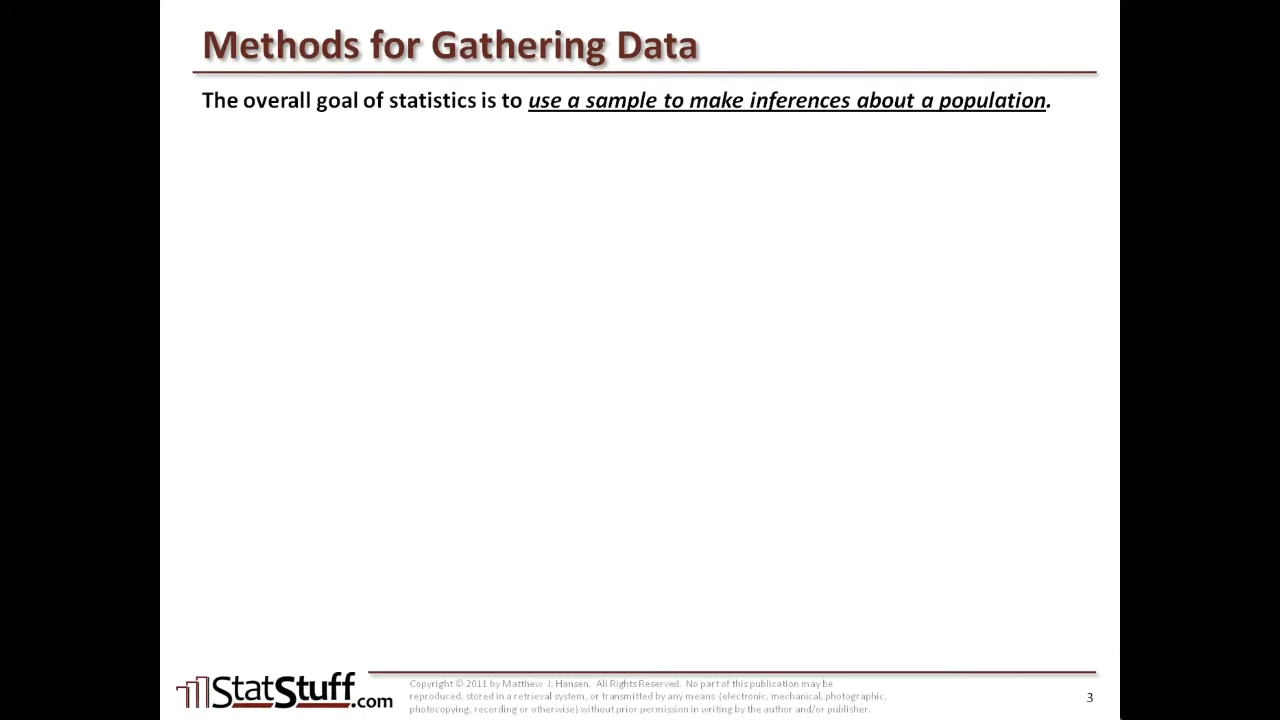 Methods for Gathering Data
The overall goal of statistics is to use a sample to make inferences about a population.
StatStuff.com
Copyright © 2011 by Matthew J. Hansen. All Rights Reserved. No part of this publication may be
reproduced, stored in a retrieval system, or transmitted by any means (electronic, mechanical, photographic,
photocopying, recording or otherwise) without prior permission in writing by the author and/or publisher.
3